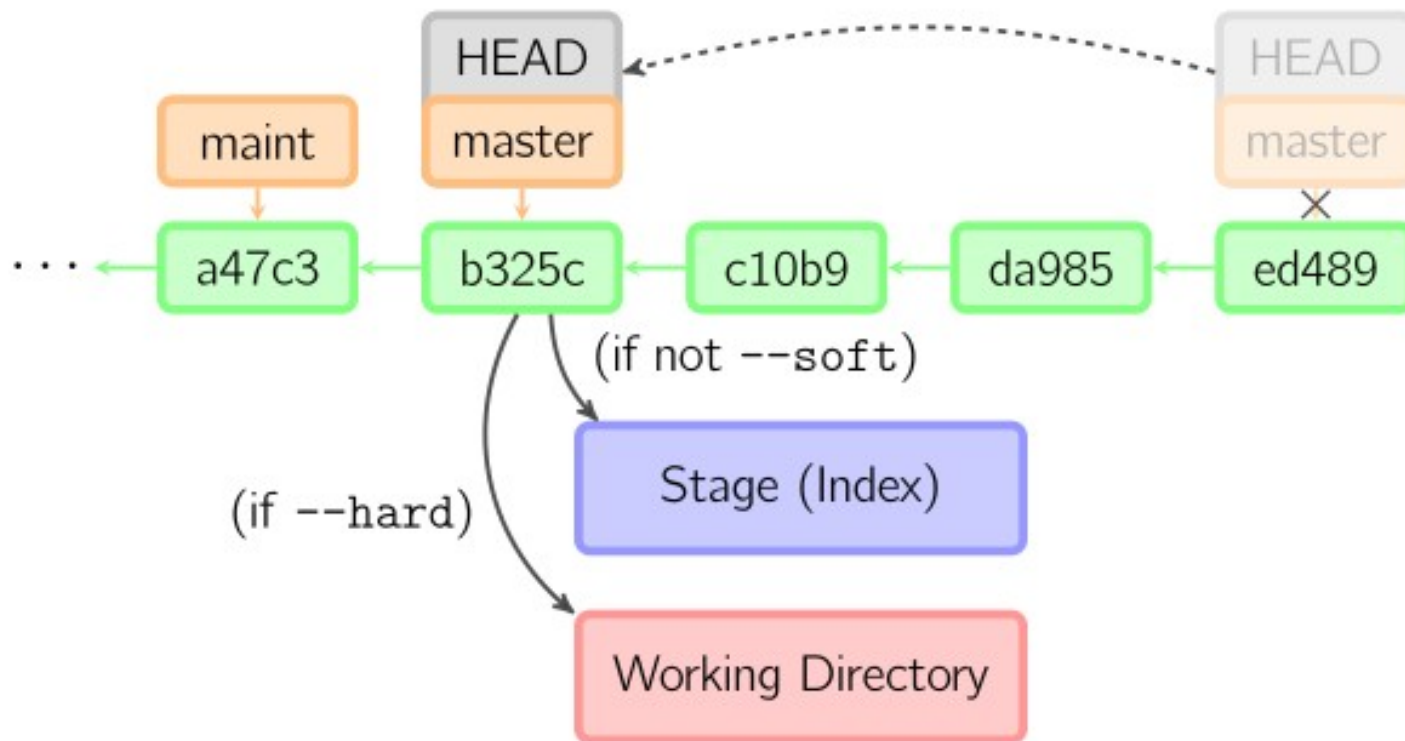 HEAD HEAD
maint master master
... a47c3 b325c c10b9 da985 ed489
(if not --soft)
Stage (Index)
(if --hard)
Working Directory